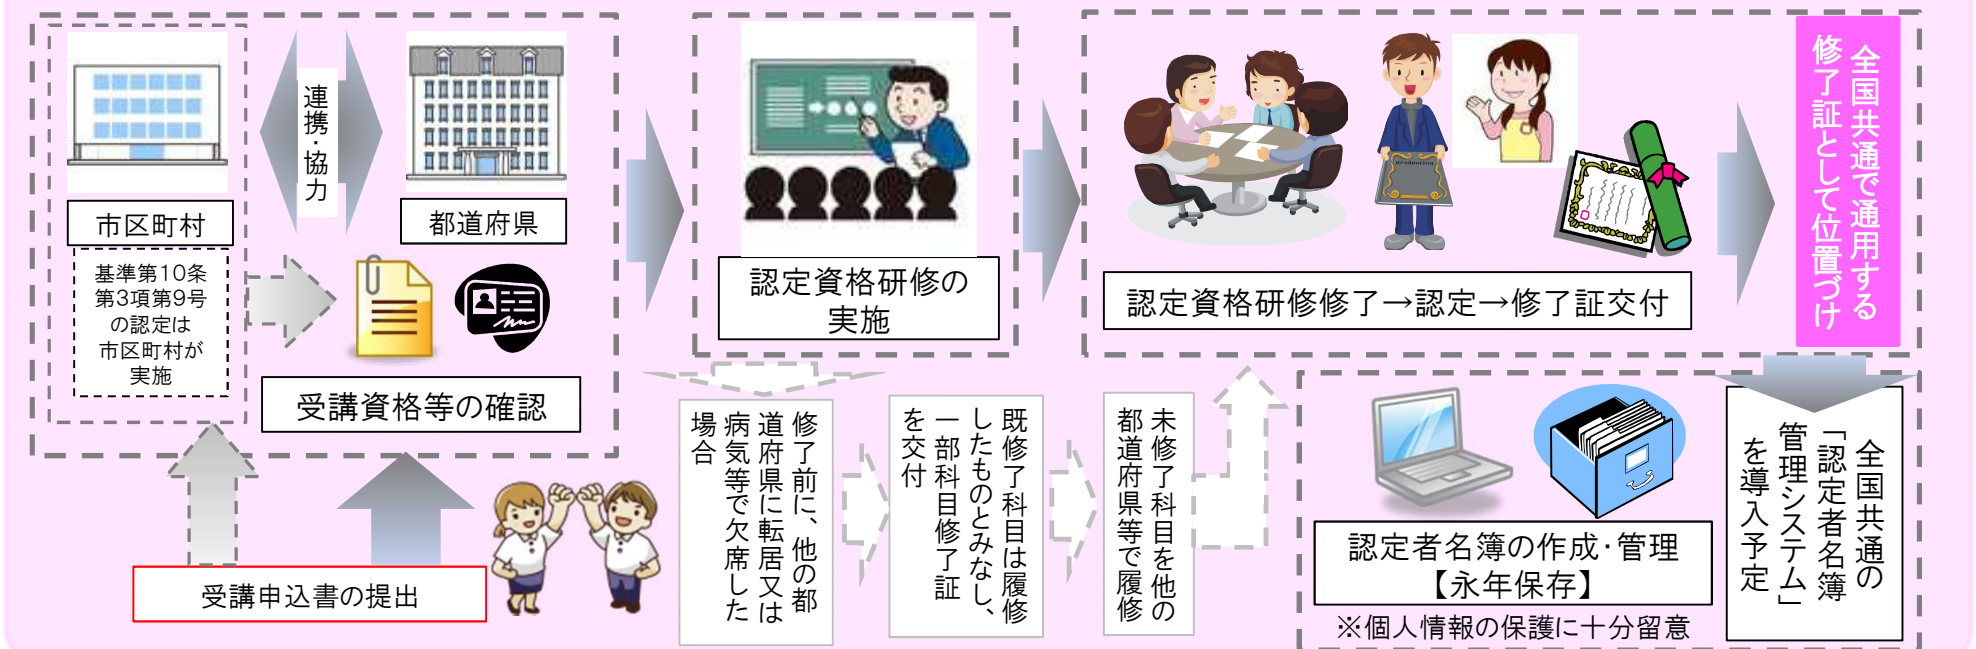 市区町村
連携・協力
都道府県
基準第10条
第3項第9号
の認定は
市区町村が
実施
受講資格等の確認
受講申込書の提出
認定資格研修の
実施
認定資格研修修了→認定→修了証交付
graduation
全国共通で通用する
修了証として位置づけ
修了前に、他の都
道府県に転居又は
病気等で欠席した
場合
既修了科目は履修
したものとみなし、
一部科目修了証
を交付
未修了科目を他の
都道府県等で履修
認定者名簿の作成・管理
【永年保存】
※個人情報の保護に十分留意
全国共通の
「認定者名簿
管理システム」
を導入予定